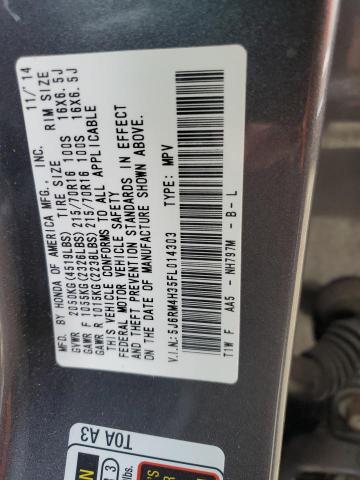 MFD. BY HONDA OF AMERICA MFG., INC. 11/'14
TIRE SIZE RIM SIZE
GVWR 2050KG(4519LBS)
GAWR F 1055KG(2326LBS) 215/70R16 100S 16X6.5J
GAWR R 1015KG(2238LBS) 215/70R16 100S 16X6.5J
THIS VEHICLE CONFORMS TO ALL APPLICABLE
FEDERAL MOTOR VEHICLE SAFETY
AND THEFT PREVENTION STANDARDS IN EFFECT
ON THE DATE OF MANUFACTURE SHOWN ABOVE.
V.I.N.:5J6RM4H35FL014303 TYPE: MPV
T1W F AA5 - NH797M - B - L
T0A A3